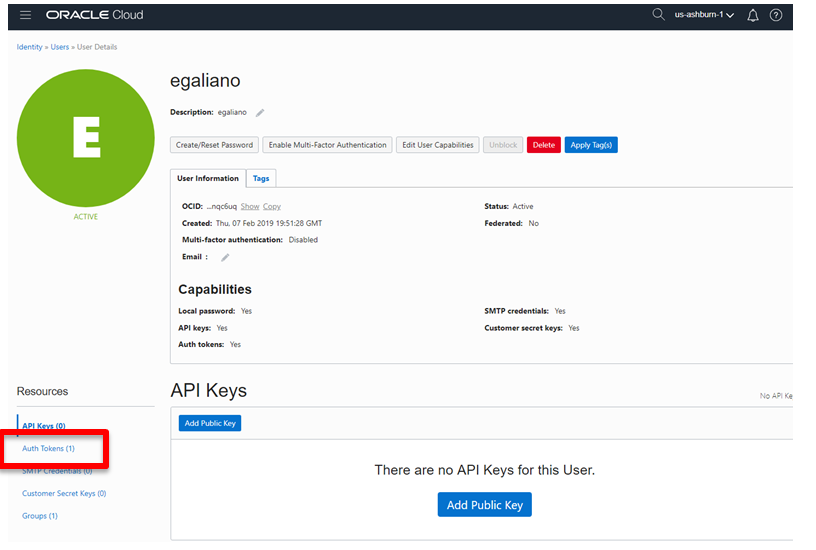 ORACLE Cloud
us-ashburn-1
Identity » Users » User Details
E
ACTIVE
egaliano
Description: egaliano
Create/Reset Password Enable Multi-Factor Authentication Edit User Capabilities Unblock Delete Apply Tag(s)
User Information Tags
OCID: ...nqc6uq Show Copy Status: Active
Created: Thu, 07 Feb 2019 19:51:28 GMT Federated: No
Multi-factor authentication: Disabled
Email :
Capabilities
Local password: Yes SMTP credentials: Yes
API keys: Yes Customer secret keys: Yes
Auth tokens: Yes
Resources
API Keys (0)
Auth Tokens (1)
SMTP Credentials (0)
Customer Secret Keys (0)
Groups (1)
API Keys
No API Ke
Add Public Key
There are no API Keys for this User.
Add Public Key